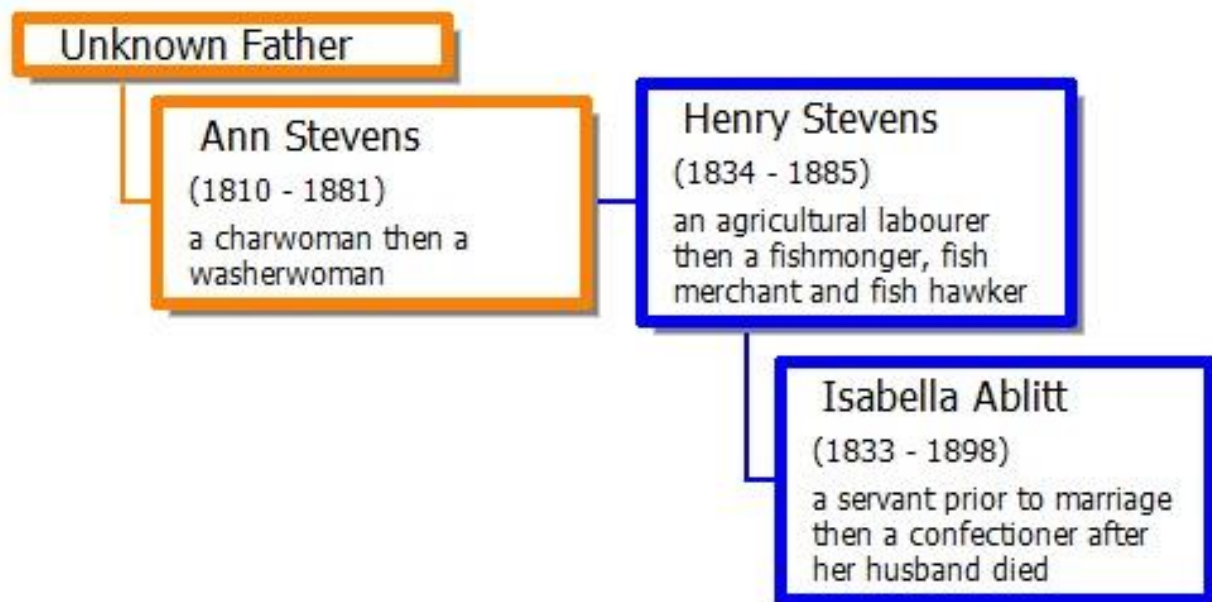 Unknown Father
Ann Stevens
(1810 - 1881)
a charwoman then a
washerwoman
Henry Stevens
(1834 - 1885)
an agricultural labourer
then a fishmonger, fish
merchant and fish hawker
Isabella Ablitt
(1833 - 1898)
a servant prior to marriage
then a confectioner after
her husband died